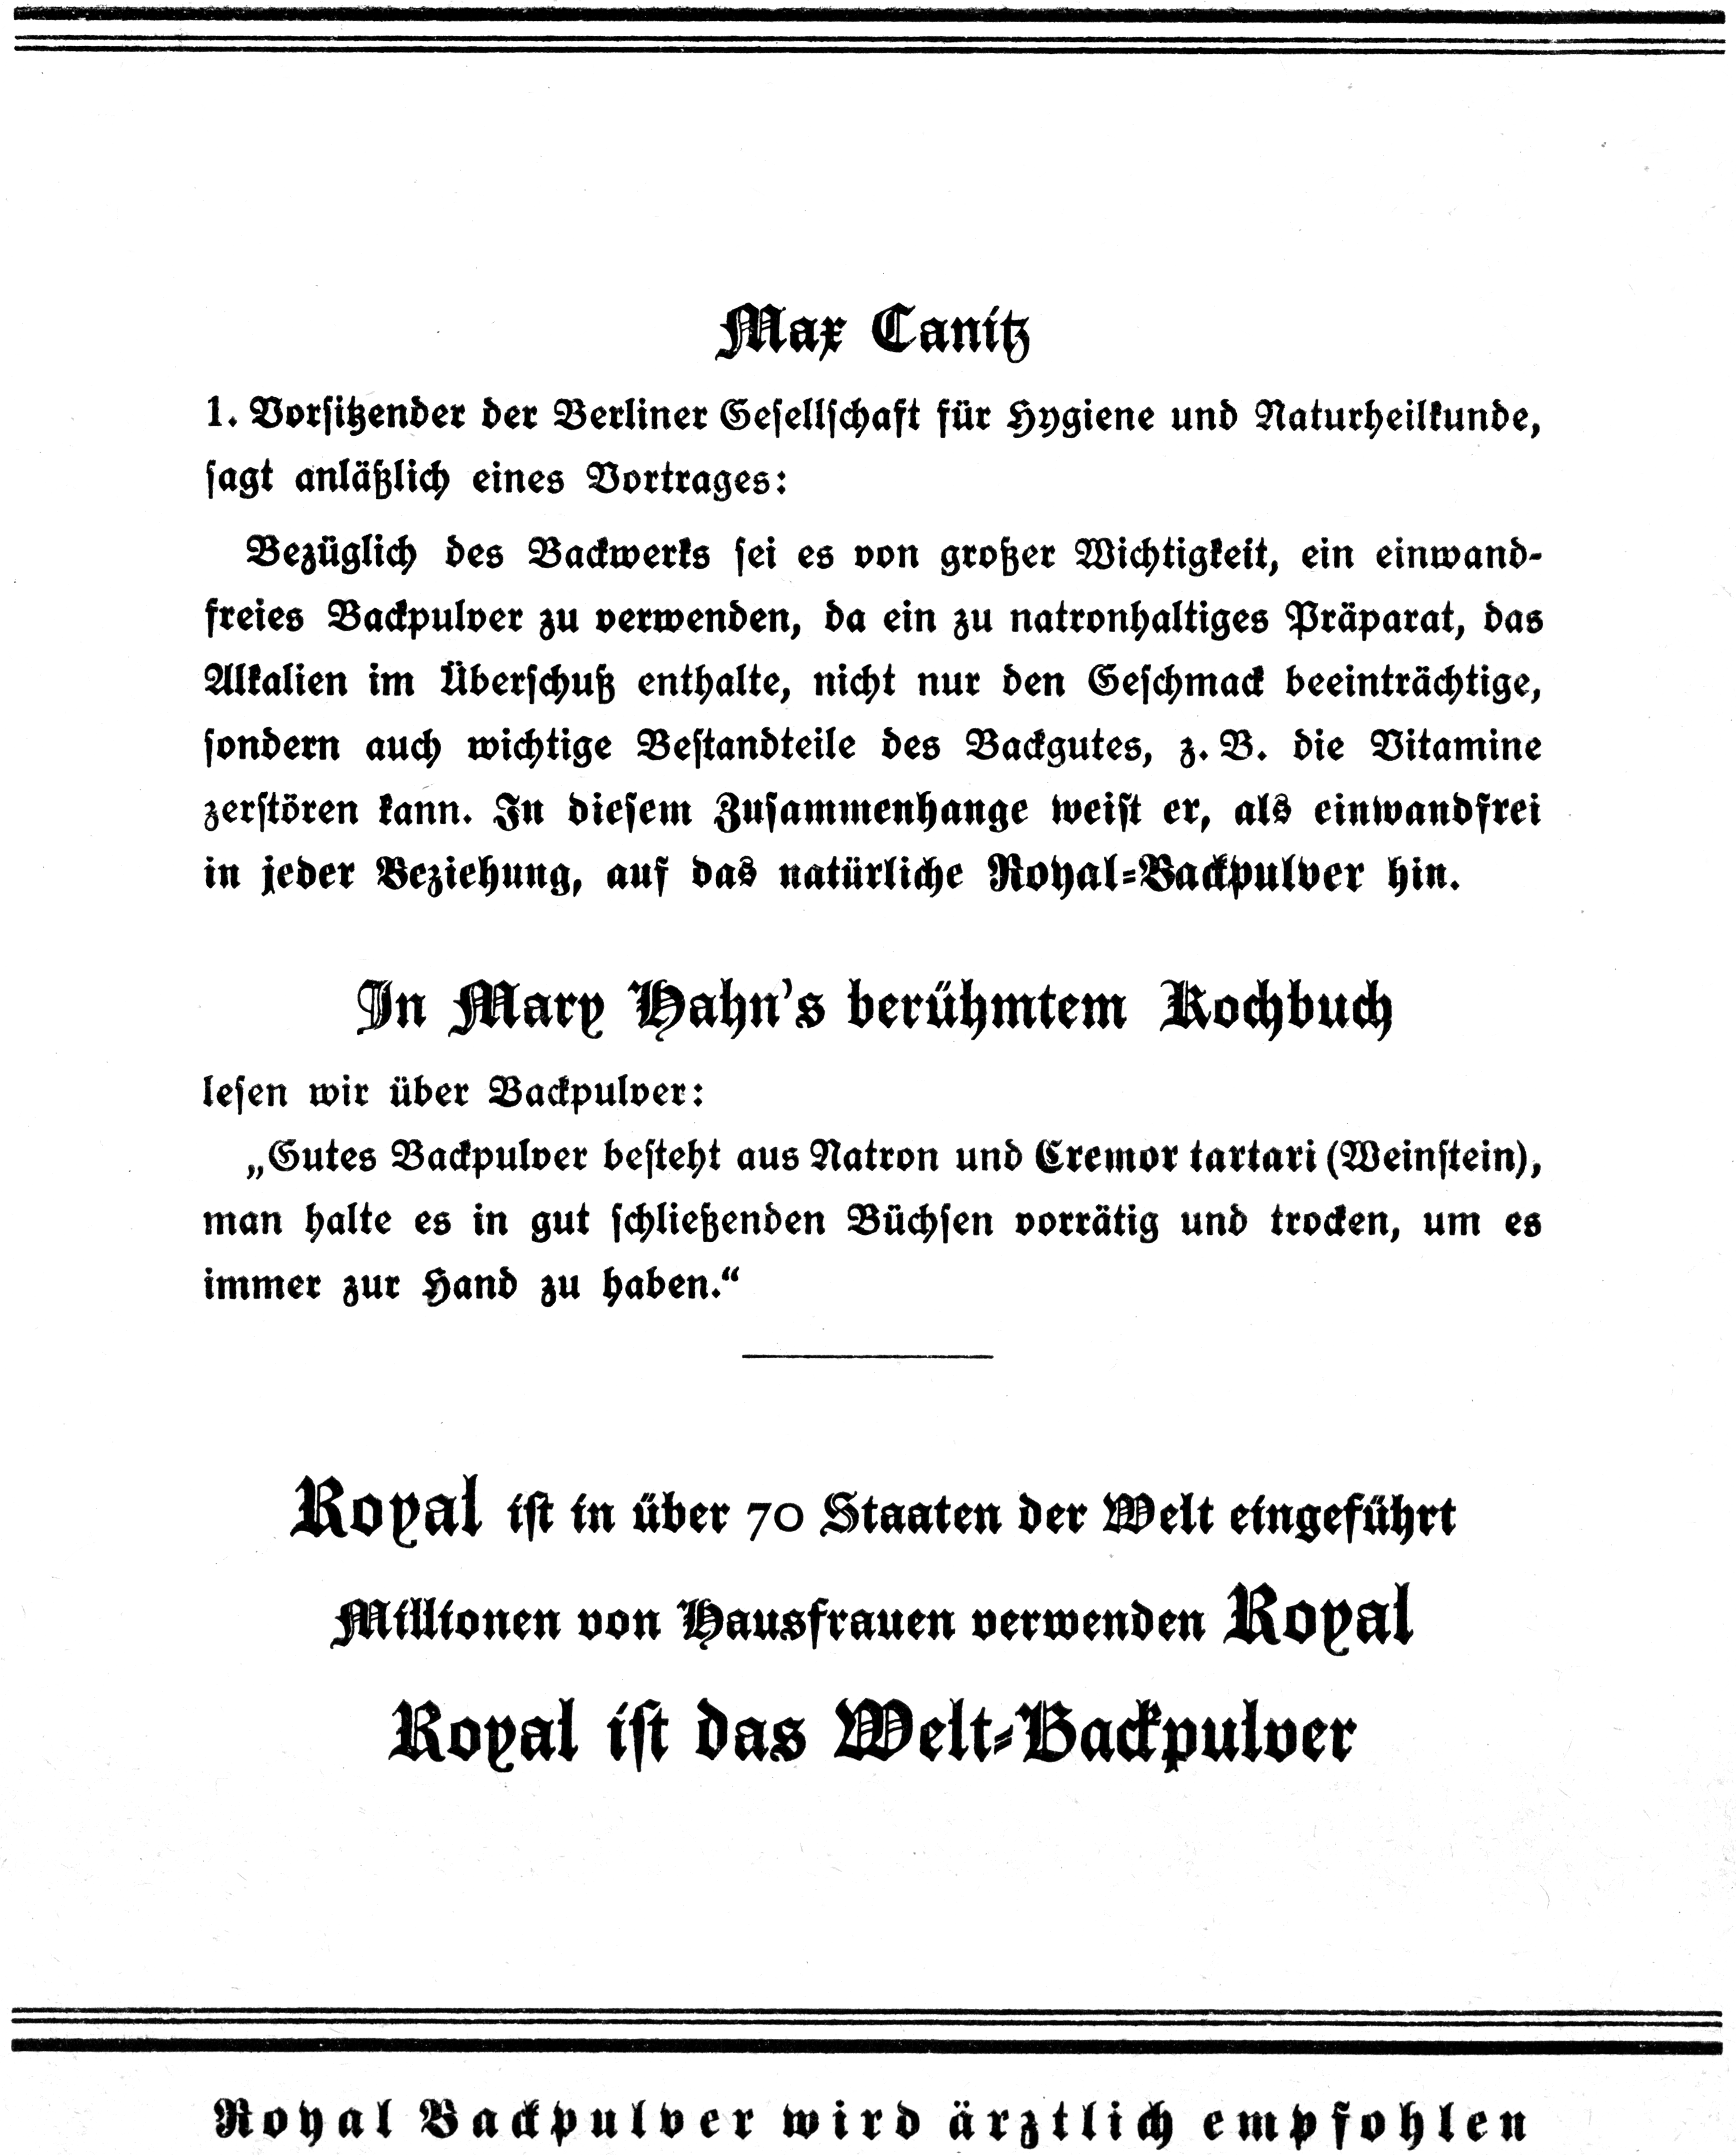 Max Canitz
1. Vorsitzender der Berliner Gesellschaft für Hygiene und Naturheilkunde,
sagt anläßlich eines Vortrages:
Bezüglich des Backwerks sei es von großer Wichtigkeit, ein einwand-
freies Backpulver zu verwenden, da ein zu natronhaltiges Präparat, das
Alkalien im Überschuß enthalte, nicht nur den Geschmack beeinträchtige,
sondern auch wichtige Bestandteile des Backgutes, z. B. die Vitamine
zerstören kann. In diesem Zusammenhange weist er, als einwandfrei
in jeder Beziehung, auf das natürliche Royal-Backpulver hin.
In Mary Hahn's berühmtem Kochbuch
lesen wir über Backpulver:
„Gutes Backpulver besteht aus Natron und Cremor tartari (Weinstein),
man halte es in gut schließenden Büchsen vorrätig und trocken, um es
immer zur Hand zu haben.“
Royal ist in über 70 Staaten der Welt eingeführt
Millionen von Hausfrauen verwenden Royal
Royal ist das Welt-Backpulver
Royal Backpulver wird ärztlich empfohlen